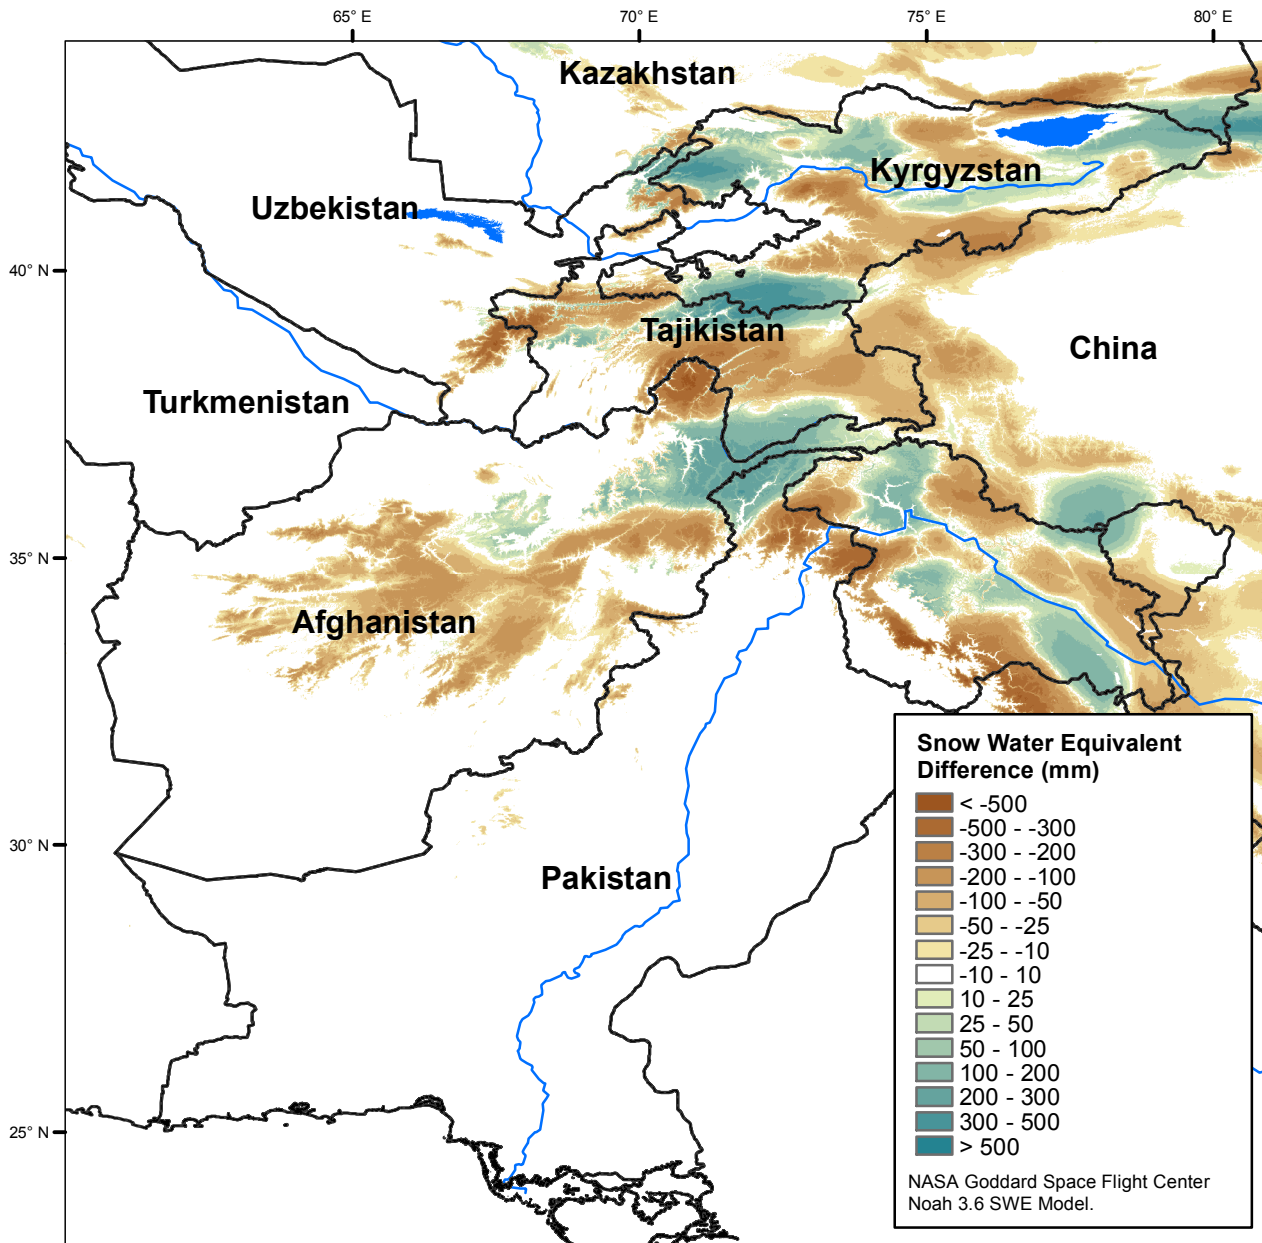 65° E
70° E
75° E
80° E
Kazakhstan
Kyrgyzstan
Uzbekistan
40° N
Tajikistan
China
Turkmenistan
35° N
Afghanistan
30° N
Pakistan
25° N
Snow Water Equivalent
Difference (mm)
< -500
-500 - -300
-300 - -200
-200 - -100
-100 - -50
-50 - -25
-25 - -10
-10 - 10
10 - 25
25 - 50
50 - 100
100 - 200
200 - 300
300 - 500
> 500
NASA Goddard Space Flight Center
Noah 3.6 SWE Model.